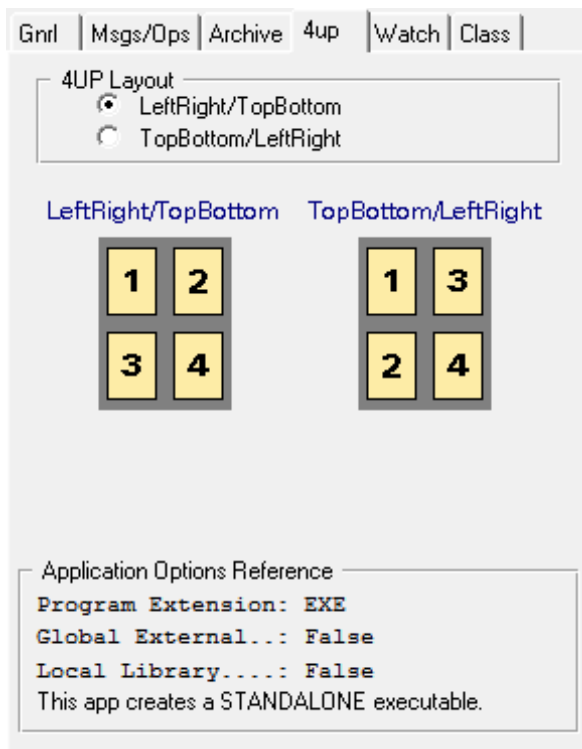 Gnrl Msgs/Ops Archive 4up Watch Class
4UP Layout
LeftRight/TopBottom
TopBottom/LeftRight
LeftRight/TopBottom TopBottom/LeftRight
1 2 1 3
3 4 2 4
Application Options Reference
Program Extension: EXE
Global External..: False
Local Library....: False
This app creates a STANDALONE executable.